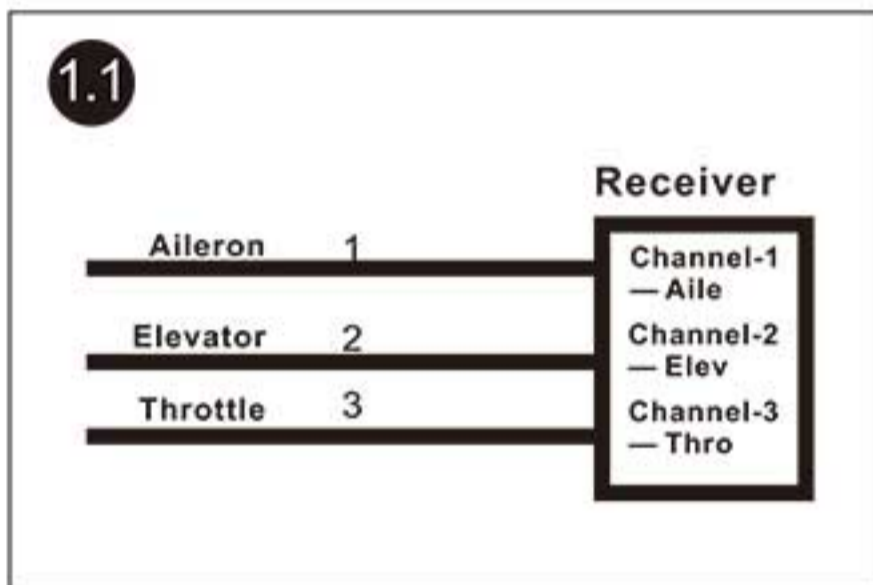 1.1
Receiver
Aileron 1
Elevator 2
Throttle 3
Channel-1
— Aile
Channel-2
— Elev
Channel-3
— Thro